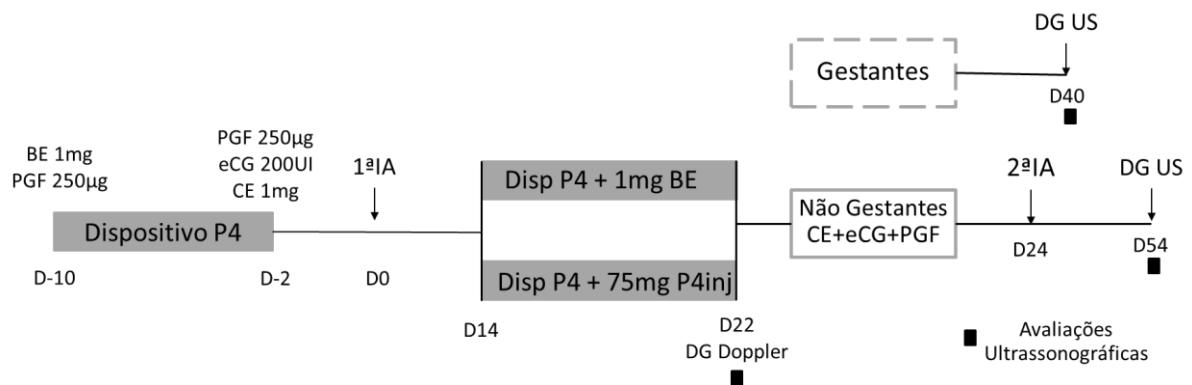 DG US
Gestantes
D40
BE 1mg
PGF 250µg
PGF 250µg
eCG 200UI
CE 1mg
1ªIA
Dispositivo P4
D-10
D-2
D0
Disp P4 + 1mg BE
Disp P4 + 75mg P4inj
D14
D22
DG Doppler
Não Gestantes
CE+eCG+PGF
2ªIA
D24
DG US
D54
Avaliações
Ultrassonográficas